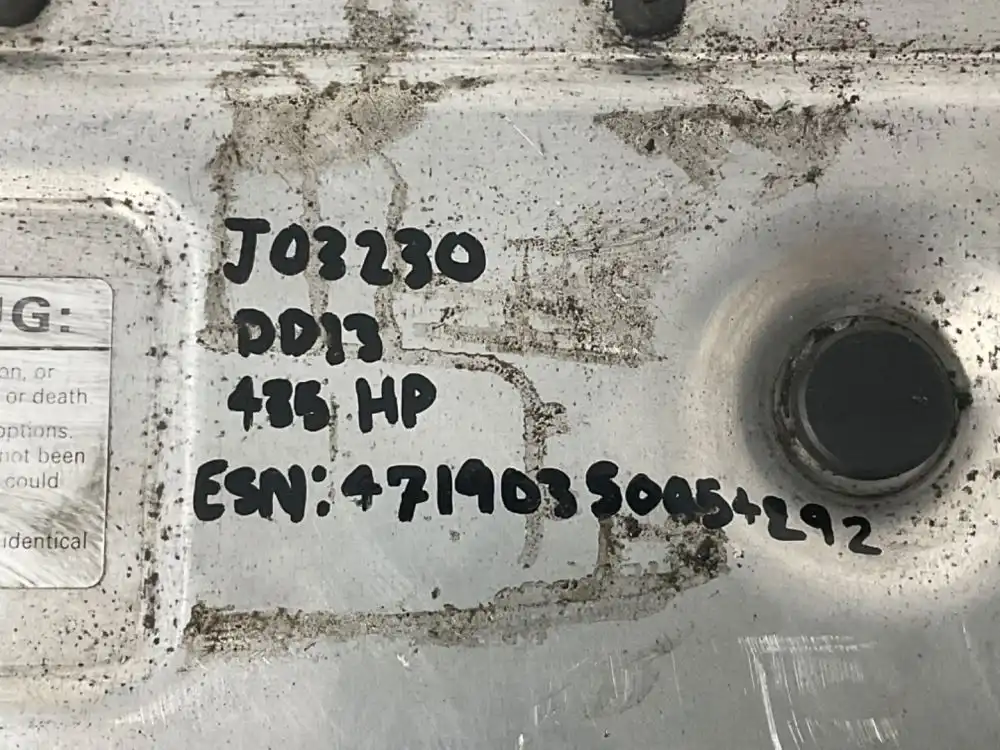 UG:
on, or
or death
options.
not been
could
identical
J03230
DD13
435 HP
ESN: 471903S0054292